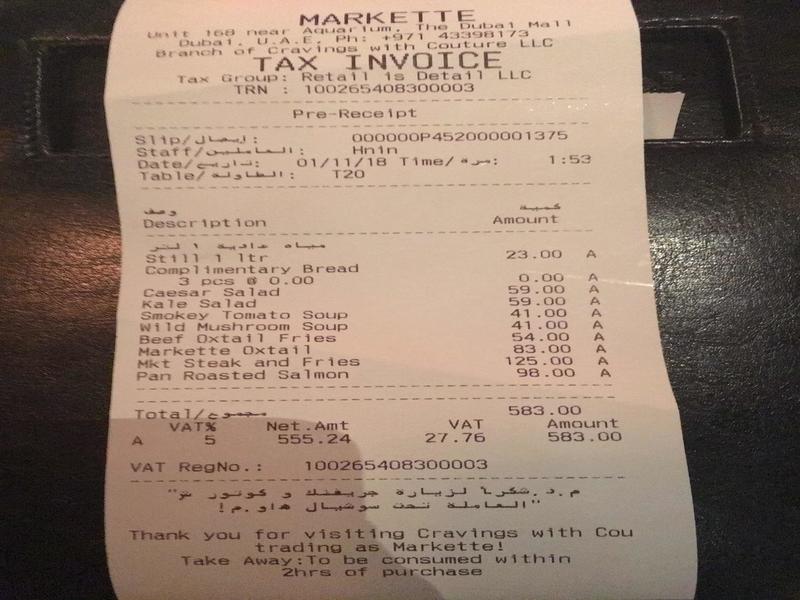 MARKETTE
Unit 168 near Aquarium, The Dubai Mall
Dubai, U.A.E, Ph: +971 43398173
Branch of Cravings with Couture LLC
TAX INVOICE
Tax Group: Retail is Detail LLC
TRN : 100265408300003
Pre-Receipt
Slip/إيصال: 000000P452000001375
Staff/العاملين: Hnin
Date/تاريخ: 01/11/18 Time/مرة: 1:53
Table/الطاولة: T20
وصف كمية
Description Amount
مياه عادية ١ لتر
Still 1 ltr 23.00 A
Complimentary Bread
3 pcs @ 0.00 0.00 A
Caesar Salad 59.00 A
Kale Salad 59.00 A
Smokey Tomato Soup 41.00 A
Wild Mushroom Soup 41.00 A
Beef Oxtail Fries 54.00 A
Markette Oxtail 83.00 A
Mkt Steak and Fries 125.00 A
Pan Roasted Salmon 98.00 A
Total/مجموع 583.00
VAT% Net.Amt VAT Amount
A 5 555.24 27.76 583.00
VAT RegNo.: 100265408300003
م.د.شكراً لزيارة جريفنك و كوتور ش"
"العاملة تحت سوشيال هاو.م!
Thank you for visiting Cravings with Cou
trading as Markette!
Take Away:To be consumed within
2hrs of purchase